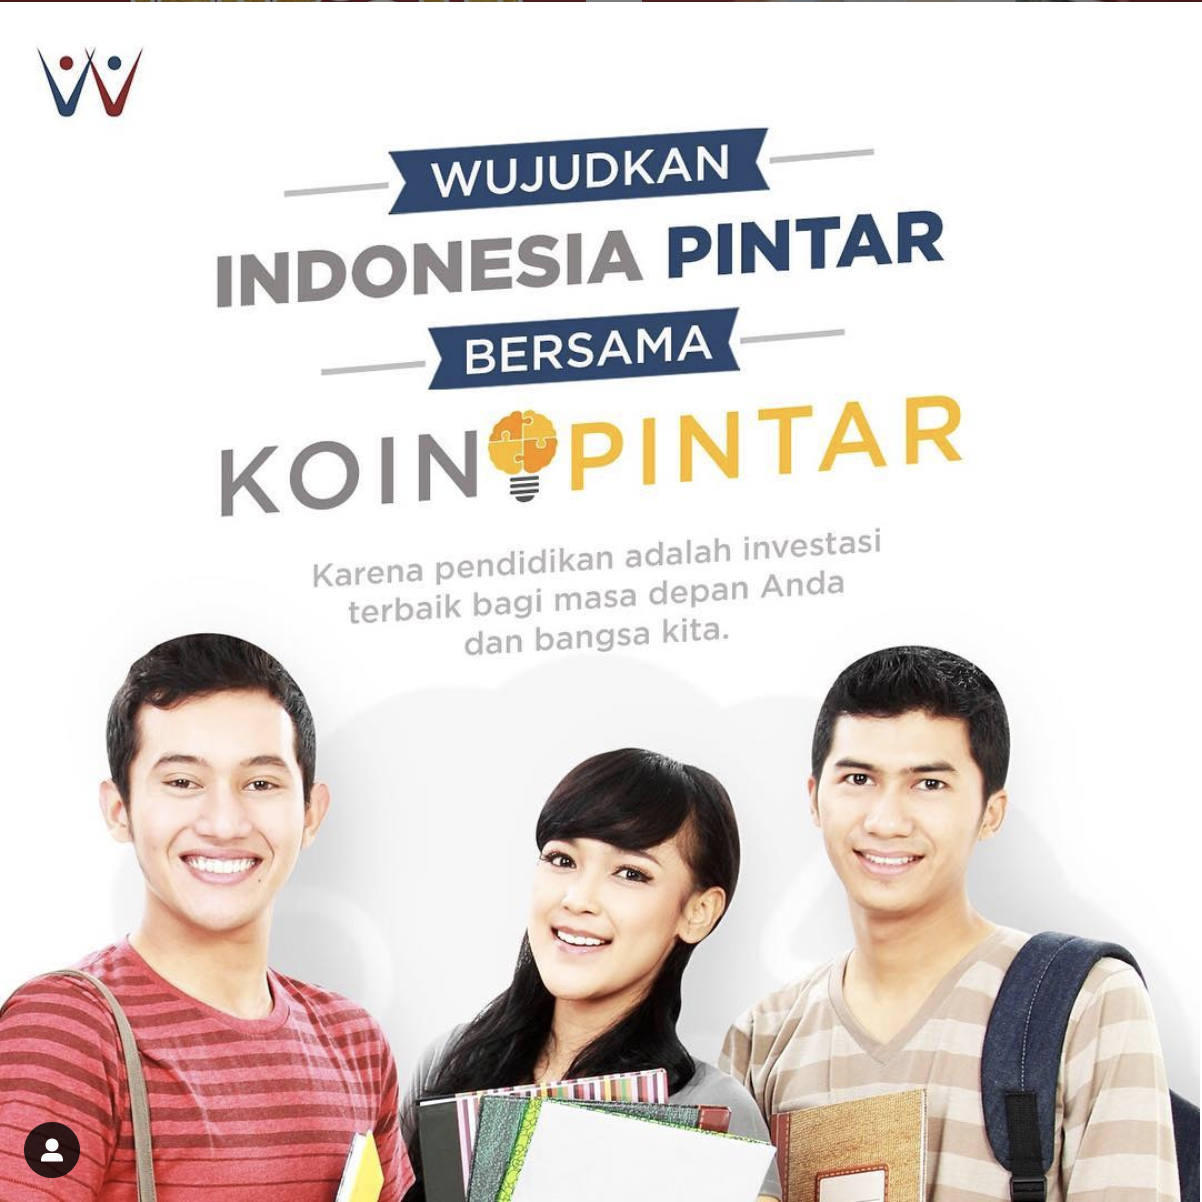 WUJUDKAN
INDONESIA PINTAR
BERSAMA
KOIN PINTAR
Karena pendidikan adalah investasi
terbaik bagi masa depan Anda
dan bangsa kita.